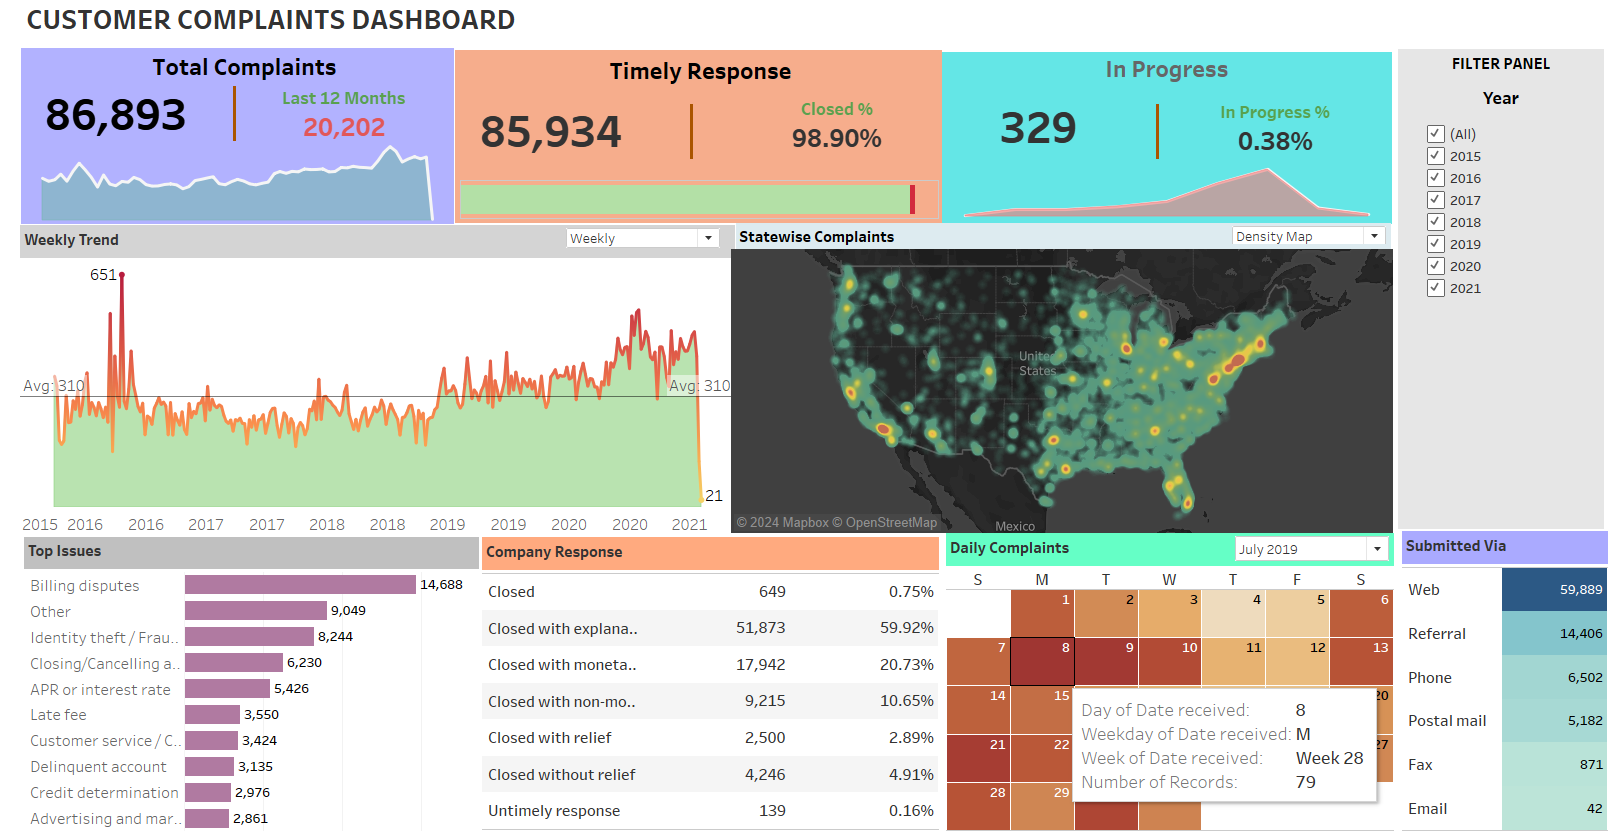 CUSTOMER COMPLAINTS DASHBOARD
Total Complaints
86,893
Last 12 Months
20,202
Timely Response
85,934
Closed %
98.90%
In Progress
329
In Progress %
0.38%
FILTER PANEL
Year
(All)
2015
2016
2017
2018
2019
2020
2021
Weekly Trend
Weekly
651
Avg: 310
Avg: 310
21
2015 2016 2016 2017 2017 2018 2018 2019 2019 2020 2020 2021
Statewise Complaints
Density Map
United
States
Mexico
© 2024 Mapbox © OpenStreetMap
Top Issues
Billing disputes 14,688
Other 9,049
Identity theft / Frau.. 8,244
Closing/Cancelling a.. 6,230
APR or interest rate 5,426
Late fee 3,550
Customer service / C.. 3,424
Delinquent account 3,135
Credit determination 2,976
Advertising and mar.. 2,861
Company Response
Closed 649 0.75%
Closed with explana.. 51,873 59.92%
Closed with moneta.. 17,942 20.73%
Closed with non-mo.. 9,215 10.65%
Closed with relief 2,500 2.89%
Closed without relief 4,246 4.91%
Untimely response 139 0.16%
Daily Complaints
July 2019
S M T W T F S
1 2 3 4 5 6
7 8 9 10 11 12 13
14 15 20
21 22 27
28 29
Day of Date received: 8
Weekday of Date received: M
Week of Date received: Week 28
Number of Records: 79
Submitted Via
Web 59,889
Referral 14,406
Phone 6,502
Postal mail 5,182
Fax 871
Email 42